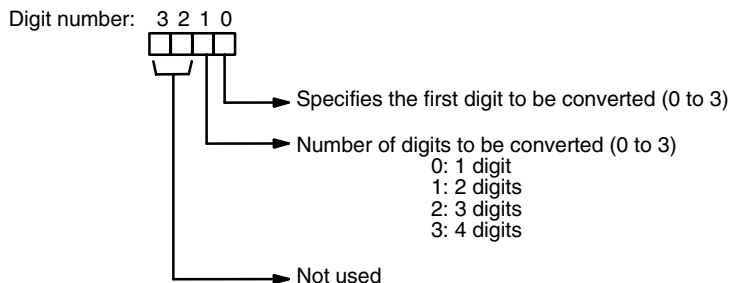 Digit number: 3 2 1 0
Specifies the first digit to be converted (0 to 3)
Number of digits to be converted (0 to 3)
0: 1 digit
1: 2 digits
2: 3 digits
3: 4 digits
Not used